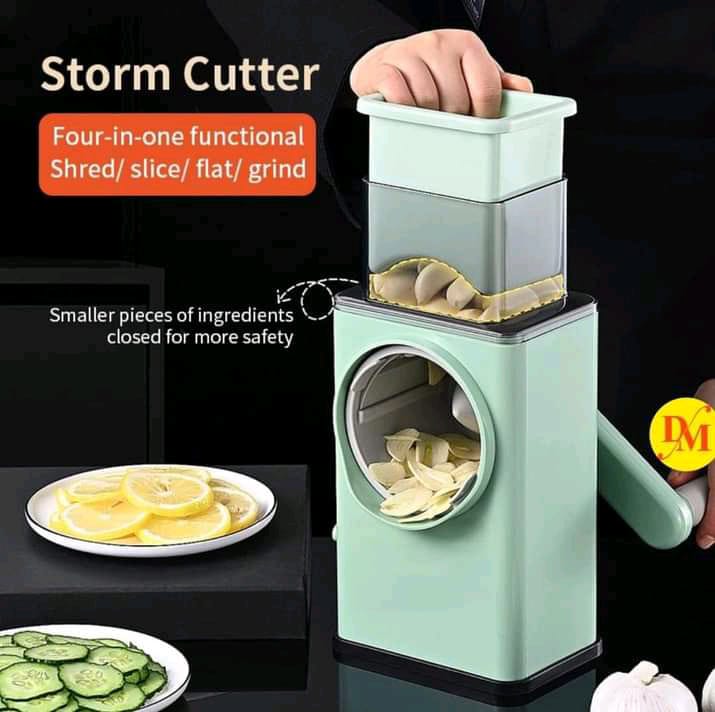 Storm Cutter
Four-in-one functional
Shred/ slice/ flat/ grind
Smaller pieces of ingredients
closed for more safety
DM